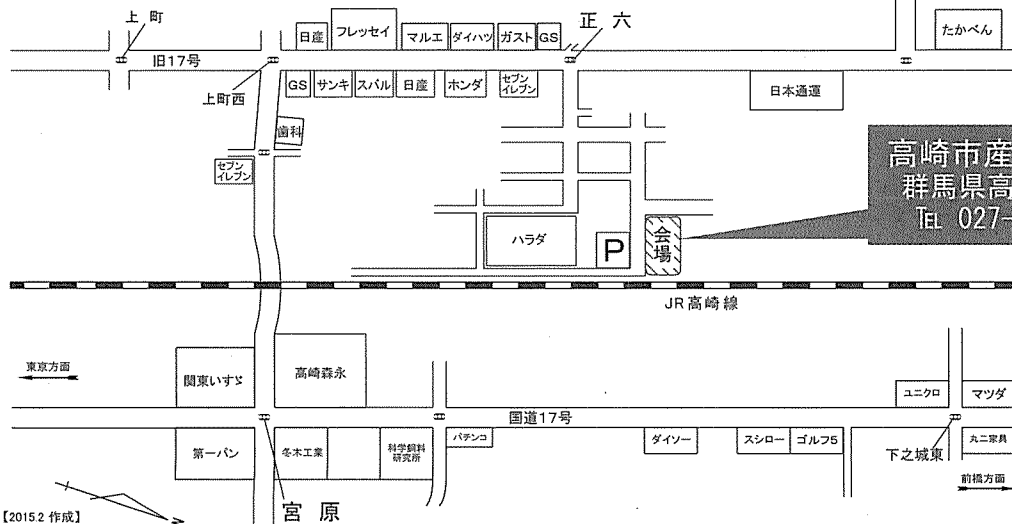 上 町
正 六
日産
フレッセイ
マルエ
ダイハツ
ガスト
GS
たかべん
旧17号
上町西
GS
サンキ
スバル
日産
ホンダ
セブン
イレブン
日本通運
歯科
セブン
イレブン
高崎市産
群馬県高
TEL 027-
ハラダ
P
会場
JR高崎線
東京方面
関東いすゞ
高崎森永
ユニクロ
マツダ
国道17号
第一パン
冬木工業
科学飼料
研究所
パチンコ
ダイソー
スシロー
ゴルフ5
下之城東
丸二家具
前橋方面
宮 原
N
【2015.2 作成】